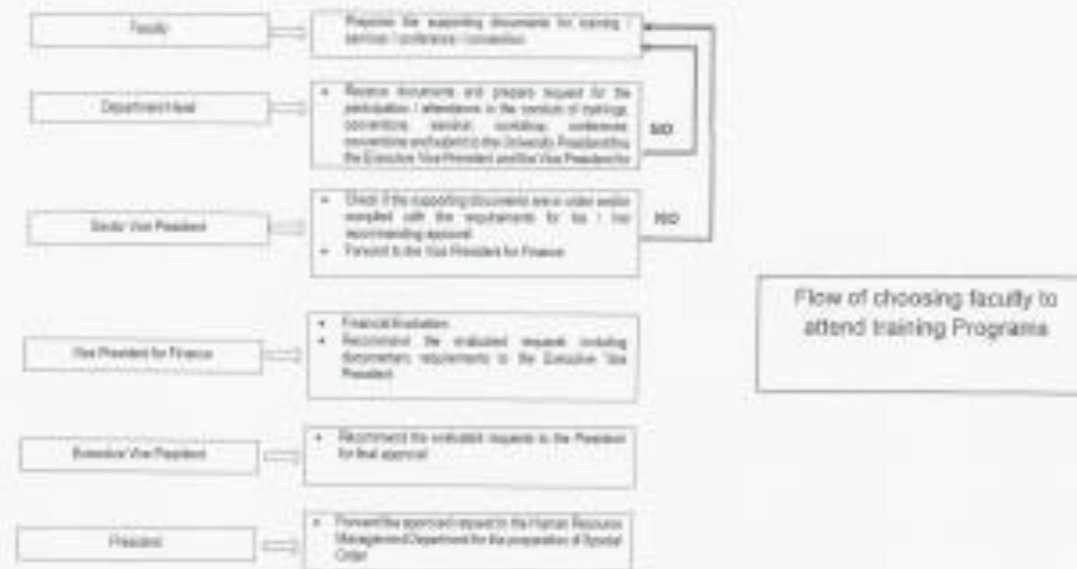 Faculty
Prepares the supporting documents for training /
seminar / conference / convention
Department Head
• Receive documents and prepare request for the
participation / attendance in the conduct of trainings,
conventions, seminar, workshop, conference,
conventions and submit to the University President thru
the Executive Vice President and the Vice President for
NO
Sector Vice President
• Check if the supporting documents are in order and/or
complied with the requirements for his / her
recommending approval
• Forward to the Vice President for Finance
NO
Flow of choosing faculty to
attend training Programs
Vice President for Finance
• Financial Evaluation
• Recommend the evaluated requests including
documentary requirements to the Executive Vice
President
Executive Vice President
• Recommend the evaluated requests to the President
for final approval
President
• Forward the approved request to the Human Resource
Management Department for the preparation of Special
Order